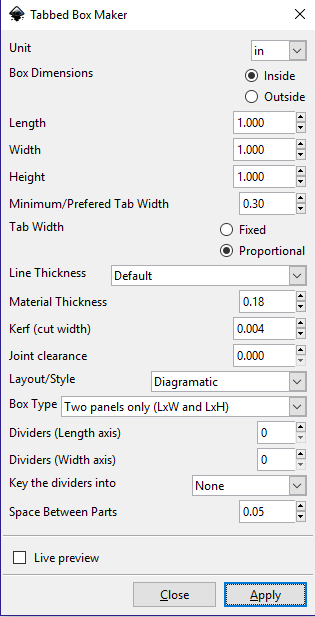 Tabbed Box Maker
Unit in
Box Dimensions Inside
Outside
Length 1.000
Width 1.000
Height 1.000
Minimum/Prefered Tab Width 0.30
Tab Width Fixed
Proportional
Line Thickness Default
Material Thickness 0.18
Kerf (cut width) 0.004
Joint clearance 0.000
Layout/Style Diagramatic
Box Type Two panels only (LxW and LxH)
Dividers (Length axis) 0
Dividers (Width axis) 0
Key the dividers into None
Space Between Parts 0.05
Live preview
Close Apply